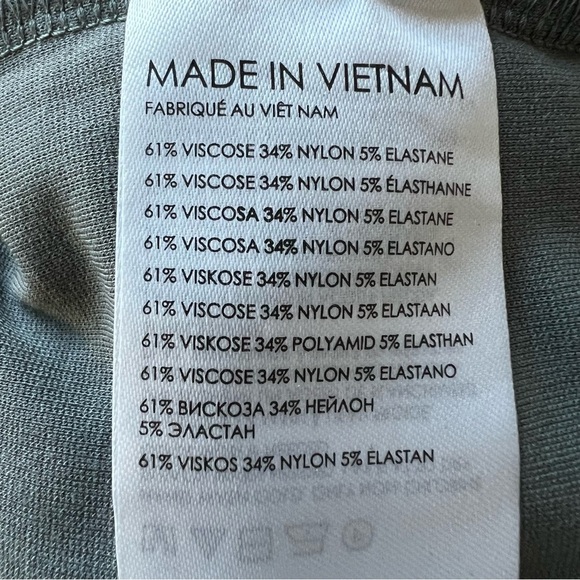 MADE IN VIETNAM
FABRIQUÉ AU VIÊT NAM
61% VISCOSE 34% NYLON 5% ELASTANE
61% VISCOSE 34% NYLON 5% ÉLASTHANNE
61% VISCOSA 34% NYLON 5% ELASTANE
61% VISCOSA 34% NYLON 5% ELASTANO
61% VISKOSE 34% NYLON 5% ELASTAN
61% VISCOSE 34% NYLON 5% ELASTAAN
61% VISKOSE 34% POLYAMID 5% ELASTHAN
61% VISCOSE 34% NYLON 5% ELASTANO
61% ВИСКОЗА 34% НЕЙЛОН
5% ЭЛАСТАН
61% VISKOS 34% NYLON 5% ELASTAN